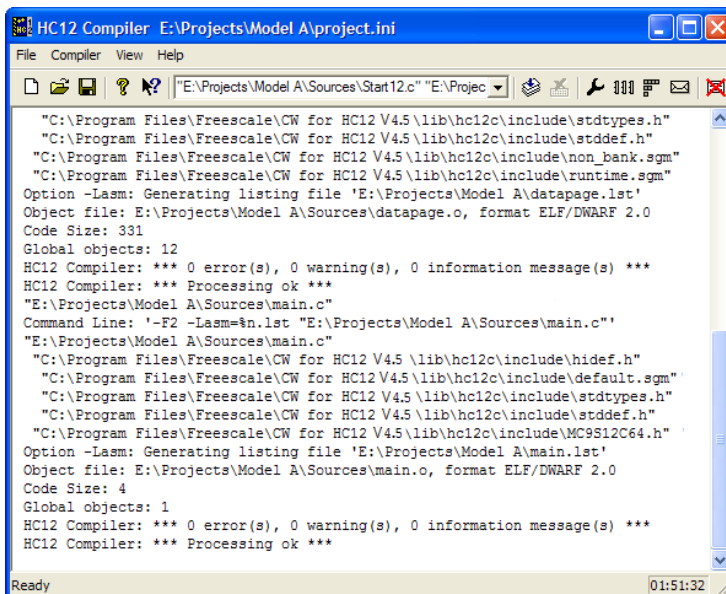 HC12 Compiler E:\Projects\Model A\project.ini
File Compiler View Help
"E:\Projects\Model A\Sources\Start12.c" "E:\Projec
"C:\Program Files\Freescale\CW for HC12 V4.5\lib\hc12c\include\stdtypes.h"
"C:\Program Files\Freescale\CW for HC12 V4.5\lib\hc12c\include\stddef.h"
"C:\Program Files\Freescale\CW for HC12 V4.5\lib\hc12c\include\non_bank.sgm"
"C:\Program Files\Freescale\CW for HC12 V4.5\lib\hc12c\include\runtime.sgm"
Option -Lasm: Generating listing file 'E:\Projects\Model A\datapage.lst'
Object file: E:\Projects\Model A\Sources\datapage.o, format ELF/DWARF 2.0
Code Size: 331
Global objects: 12
HC12 Compiler: *** 0 error(s), 0 warning(s), 0 information message(s) ***
HC12 Compiler: *** Processing ok ***
"E:\Projects\Model A\Sources\main.c"
Command Line: '-F2 -Lasm=%n.lst "E:\Projects\Model A\Sources\main.c"'
"E:\Projects\Model A\Sources\main.c"
"C:\Program Files\Freescale\CW for HC12 V4.5 \lib\hc12c\include\hidef.h"
"C:\Program Files\Freescale\CW for HC12 V4.5\lib\hc12c\include\default.sgm"
"C:\Program Files\Freescale\CW for HC12 V4.5 \lib\hc12c\include\stdtypes.h"
"C:\Program Files\Freescale\CW for HC12 V4.5 \lib\hc12c\include\stddef.h"
"C:\Program Files\Freescale\CW for HC12 V4.5\lib\hc12c\include\MC9S12C64.h"
Option -Lasm: Generating listing file 'E:\Projects\Model A\main.lst'
Object file: E:\Projects\Model A\Sources\main.o, format ELF/DWARF 2.0
Code Size: 4
Global objects: 1
HC12 Compiler: *** 0 error(s), 0 warning(s), 0 information message(s) ***
HC12 Compiler: *** Processing ok ***
Ready 01:51:32